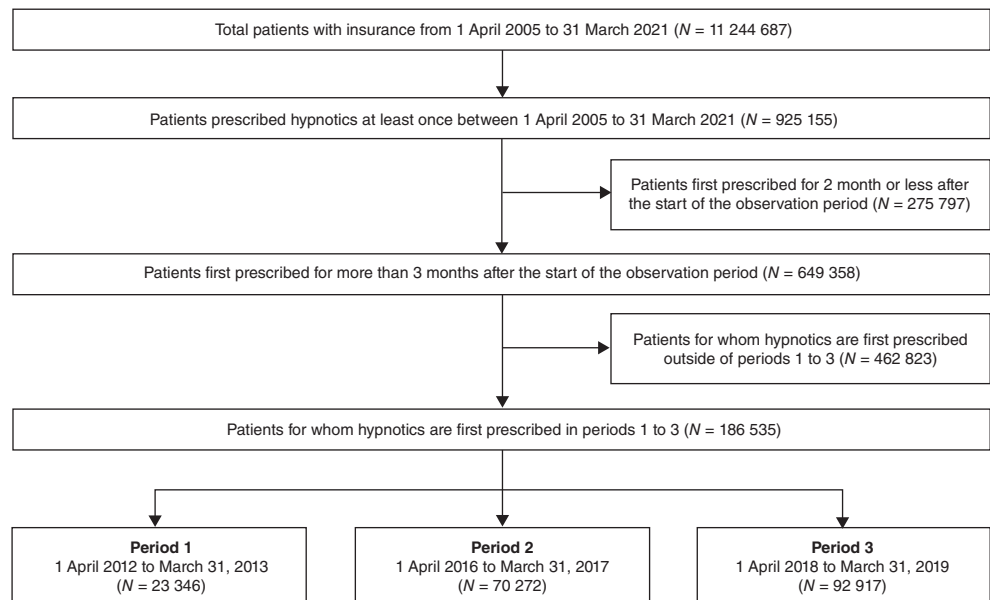 Total patients with insurance from 1 April 2005 to 31 March 2021 (N = 11 244 687)
Patients prescribed hypnotics at least once between 1 April 2005 to 31 March 2021 (N = 925 155)
Patients first prescribed for 2 month or less after
the start of the observation period (N = 275 797)
Patients first prescribed for more than 3 months after the start of the observation period (N = 649 358)
Patients for whom hypnotics are first prescribed
outside of periods 1 to 3 (N = 462 823)
Patients for whom hypnotics are first prescribed in periods 1 to 3 (N = 186 535)
Period 1
1 April 2012 to March 31, 2013
(N = 23 346)
Period 2
1 April 2016 to March 31, 2017
(N = 70 272)
Period 3
1 April 2018 to March 31, 2019
(N = 92 917)